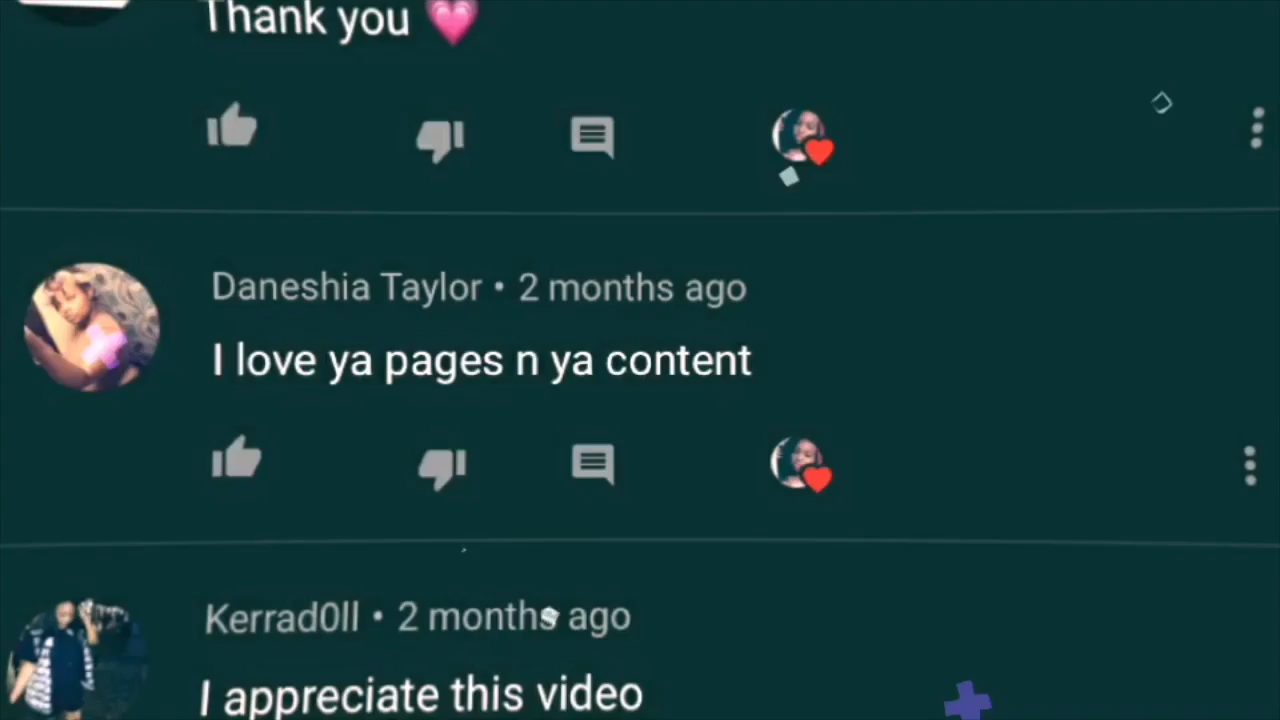 Thank you 💗
Daneshia Taylor • 2 months ago
I love ya pages n ya content
Kerrad0ll • 2 months ago
I appreciate this video